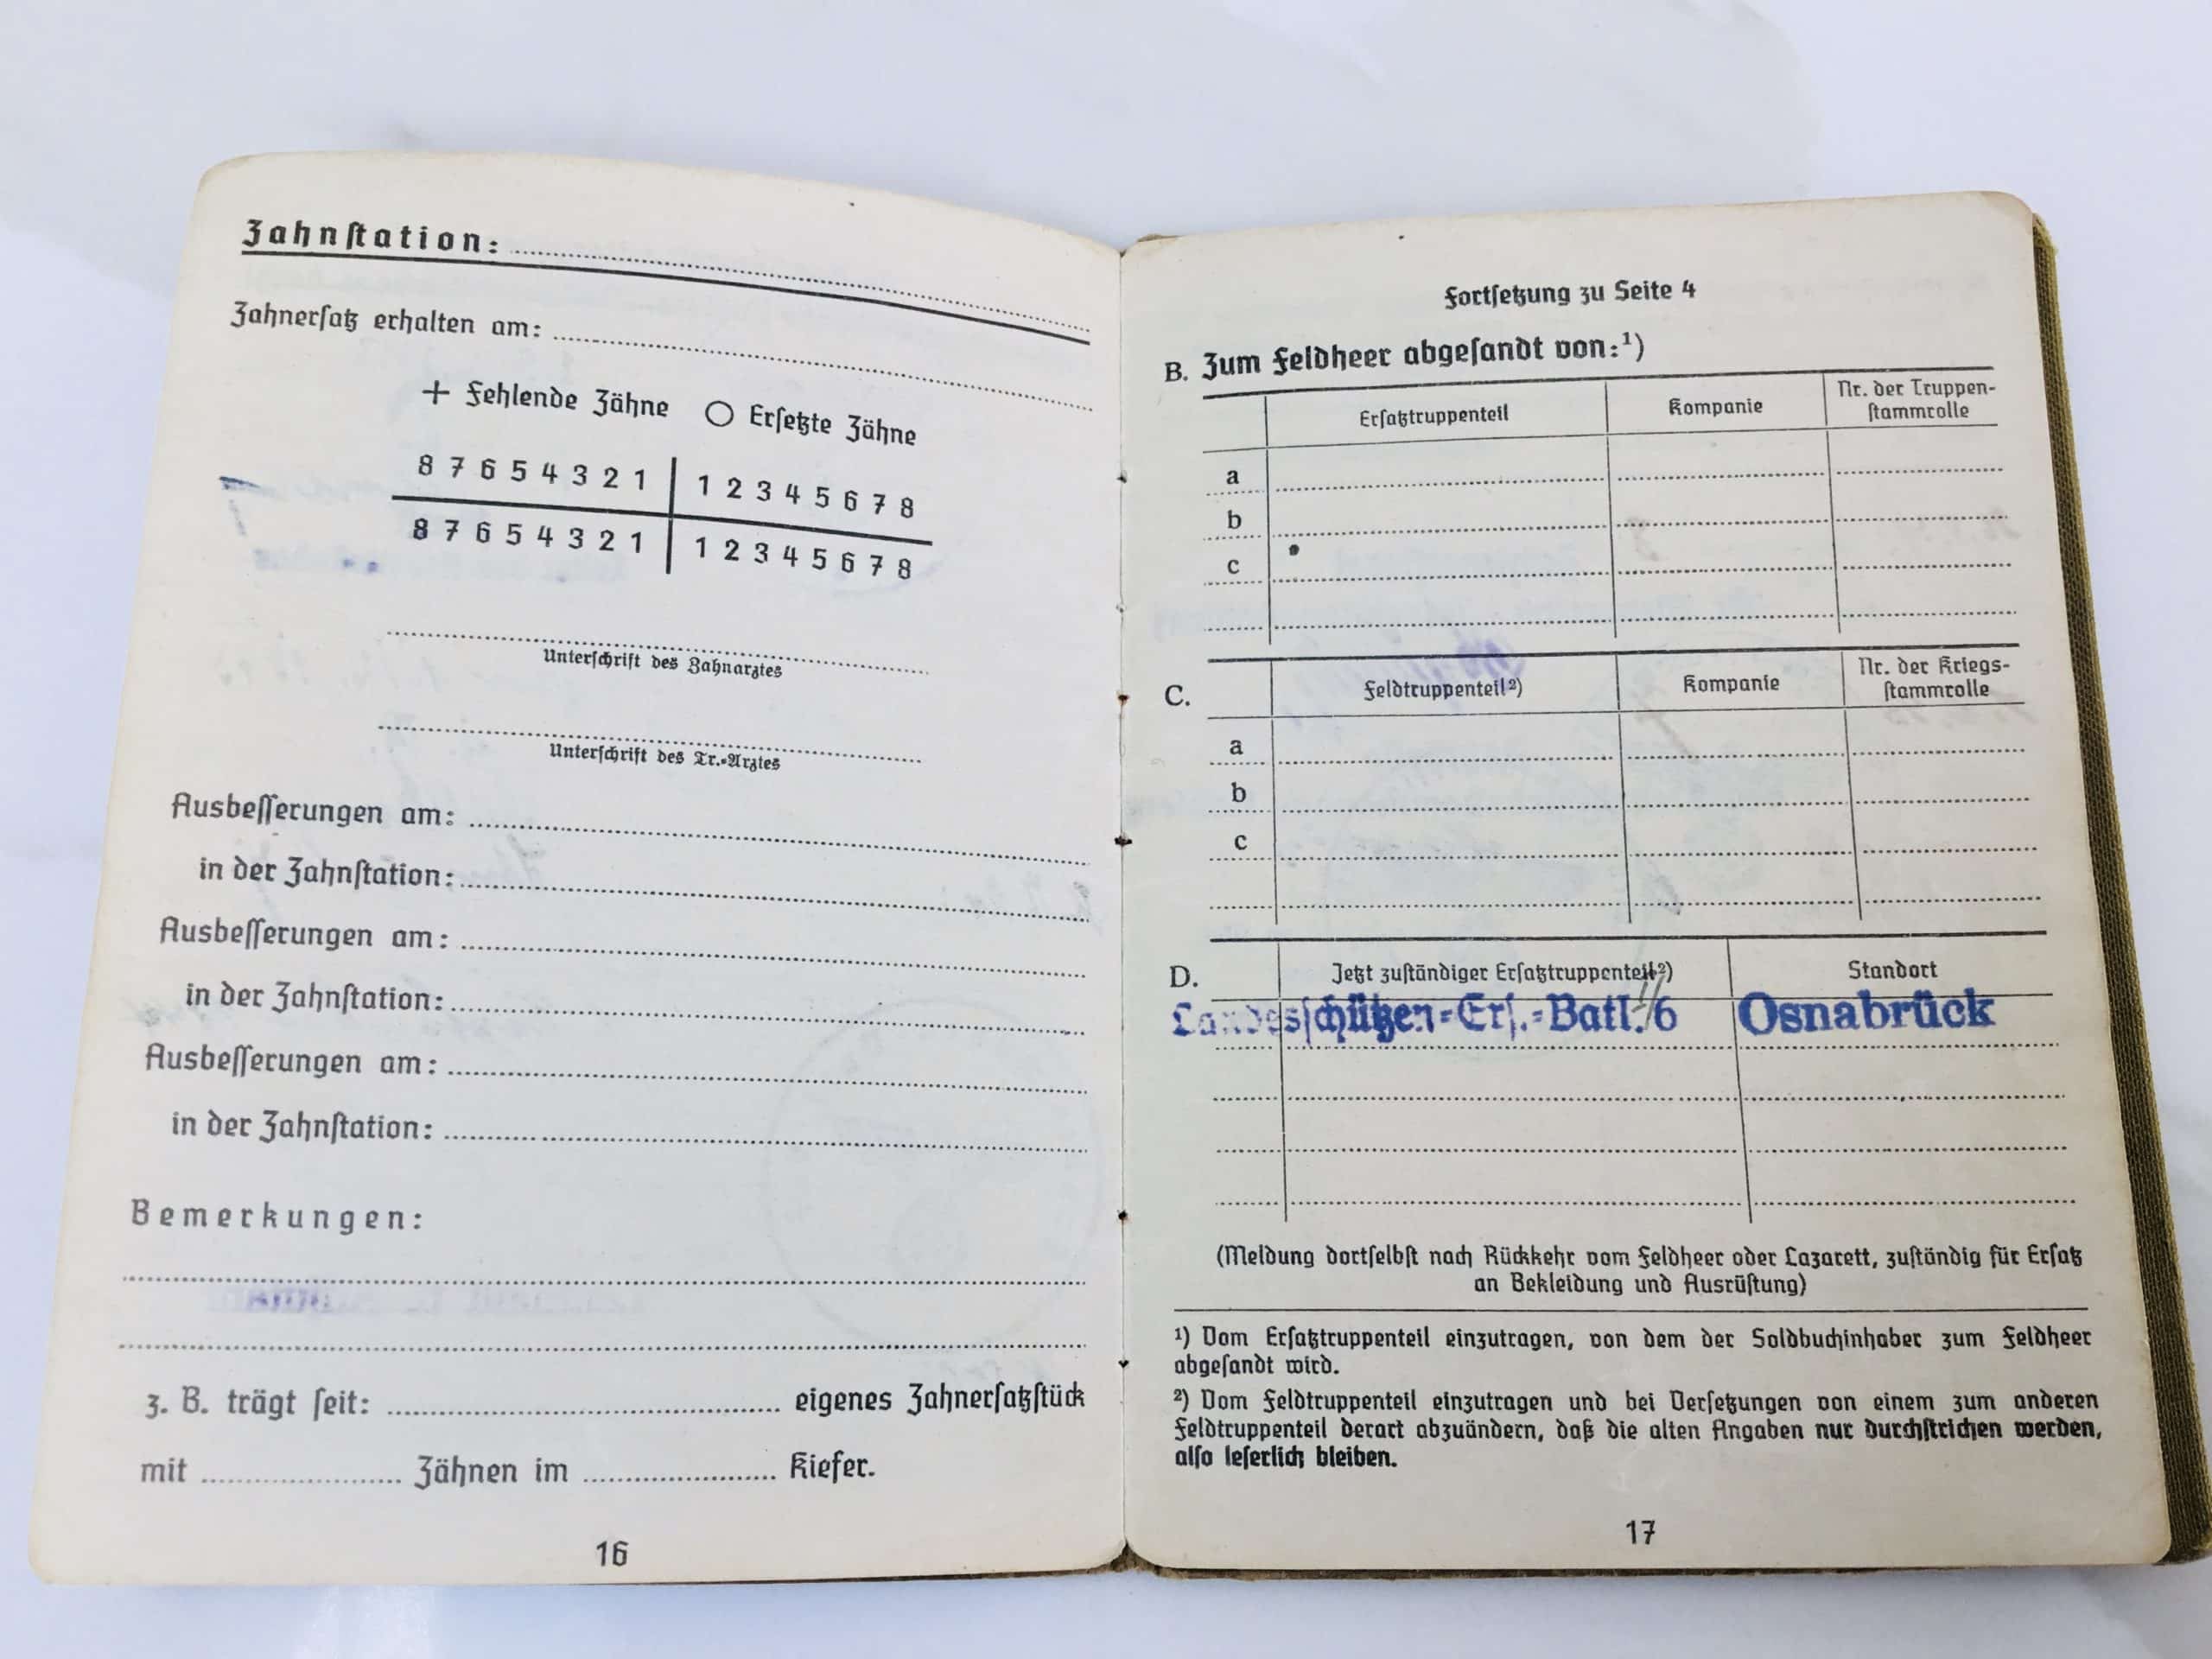 Zahnſtation:
Zahnerſatz erhalten am:
+ Fehlende Zähne ○ Erſetzte Zähne
8 7 6 5 4 3 2 1 | 1 2 3 4 5 6 7 8
8 7 6 5 4 3 2 1 | 1 2 3 4 5 6 7 8
Unterſchrift des Zahnarztes
Unterſchrift des Tr.-Arztes
Ausbeſſerungen am:
in der Zahnſtation:
Ausbeſſerungen am:
in der Zahnſtation:
Ausbeſſerungen am:
in der Zahnſtation:
Bemerkungen:
z. B. trägt ſeit: eigenes Zahnerſatzſtück
mit Zähnen im Kiefer.
16
Fortſetzung zu Seite 4
B. Zum Feldheer abgeſandt von:¹)
Erſatztruppenteil Kompanie Nr. der Truppen-
ſtammrolle
a
b
c
C. Feldtruppenteil²) Kompanie Nr. der Kriegs-
ſtammrolle
a
b
c
D. Jetzt zuſtändiger Erſatztruppenteil²) Standort
Landesſchützen-Erſ.-Batl. /6 Osnabrück
(Meldung dortſelbſt nach Rückkehr vom Feldheer oder Lazarett, zuſtändig für Erſatz
an Bekleidung und Ausrüſtung)
¹) Vom Erſatztruppenteil einzutragen, von dem der Soldbuchinhaber zum Feldheer
abgeſandt wird.
²) Vom Feldtruppenteil einzutragen und bei Verſetzungen von einem zum anderen
Feldtruppenteil derart abzuändern, daß die alten Angaben nur durchſtrichen werden,
alſo leſerlich bleiben.
17